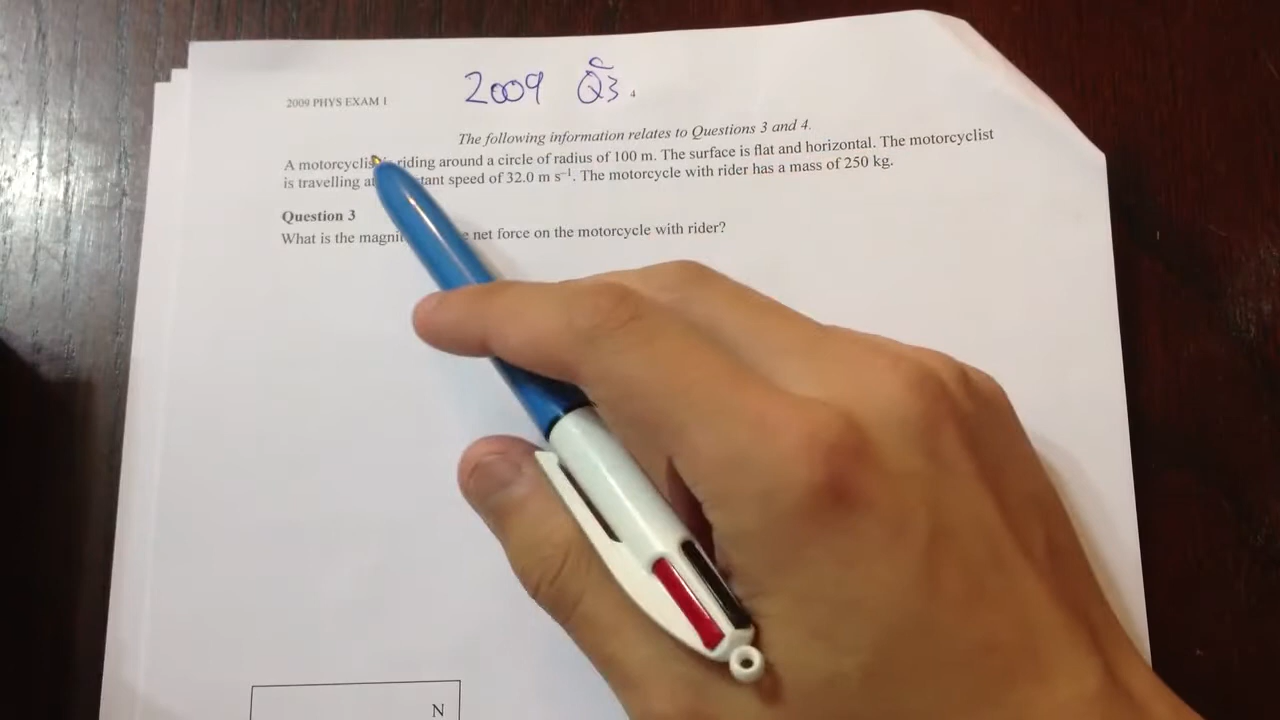 2009 PHYS EXAM 1
2009 Q3.
4
The following information relates to Questions 3 and 4.
A motorcyclist is riding around a circle of radius of 100 m. The surface is flat and horizontal. The motorcyclist
is travelling at stant speed of 32.0 m s⁻¹. The motorcycle with rider has a mass of 250 kg.
Question 3
What is the magni net force on the motorcycle with rider?
N